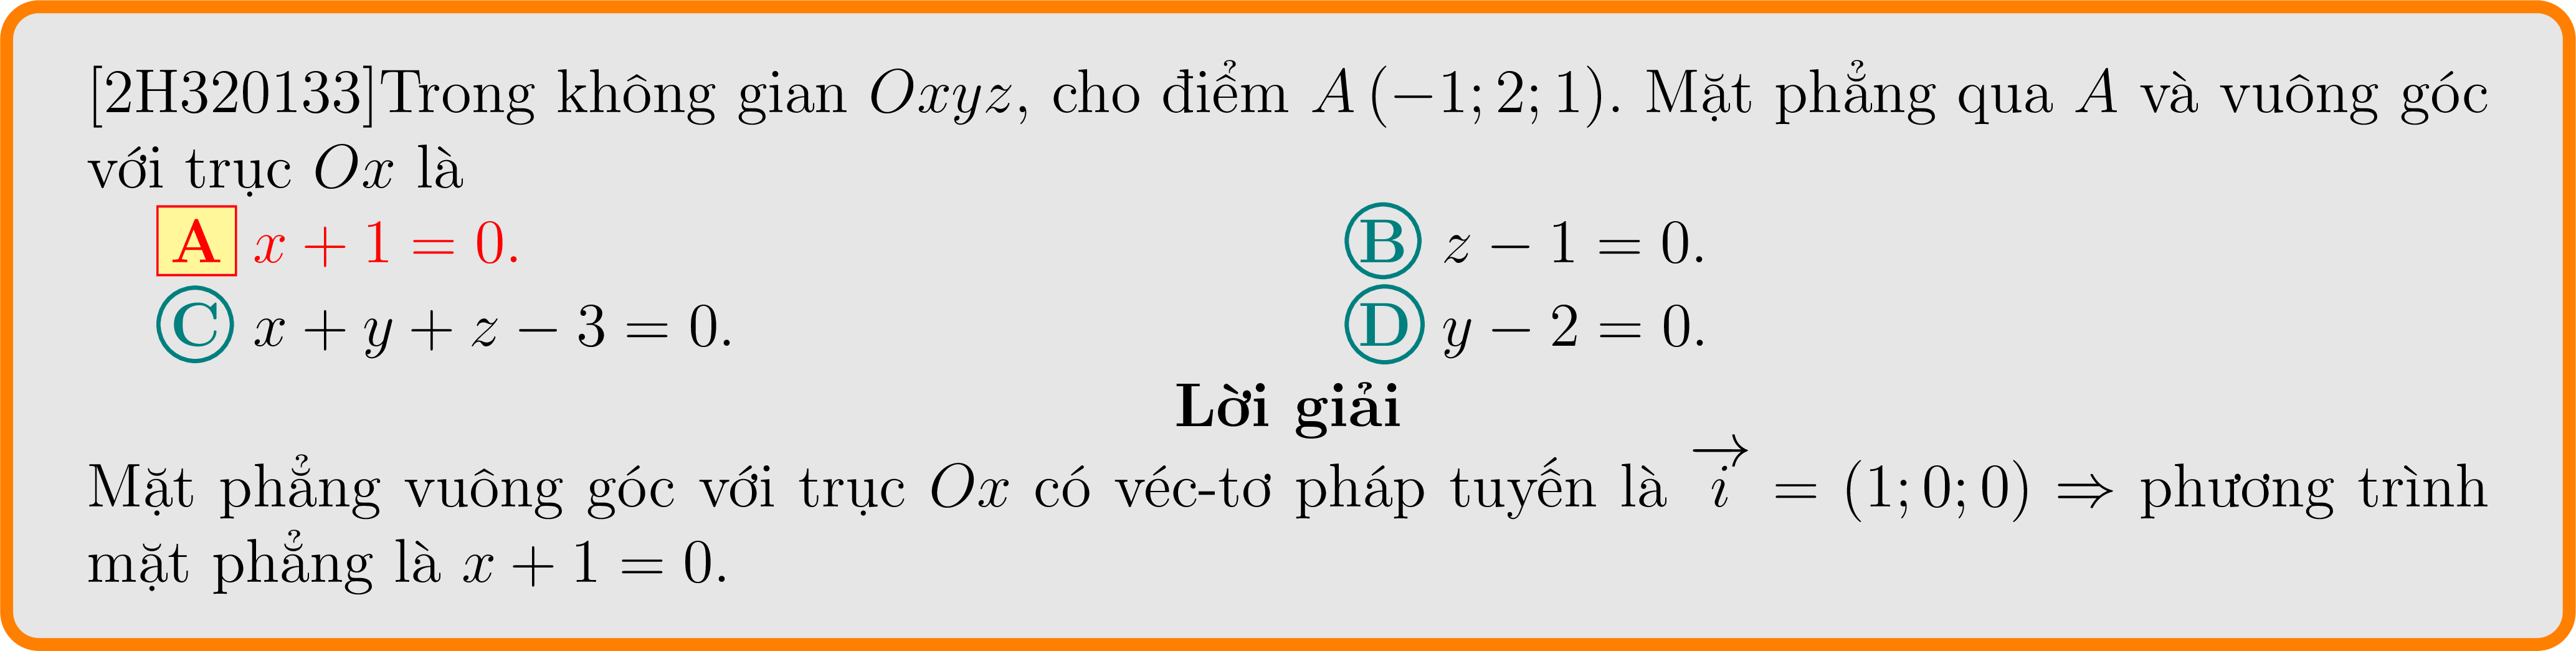 [2H320133]Trong không gian Oxyz, cho điểm A (−1; 2; 1). Mặt phẳng qua A và vuông góc
với trục Ox là
A x + 1 = 0. B z − 1 = 0.
C x + y + z − 3 = 0. D y − 2 = 0.
Lời giải
Mặt phẳng vuông góc với trục Ox có véc-tơ pháp tuyến là \overrightarrow{i} = (1; 0; 0) ⇒ phương trình
mặt phẳng là x + 1 = 0.